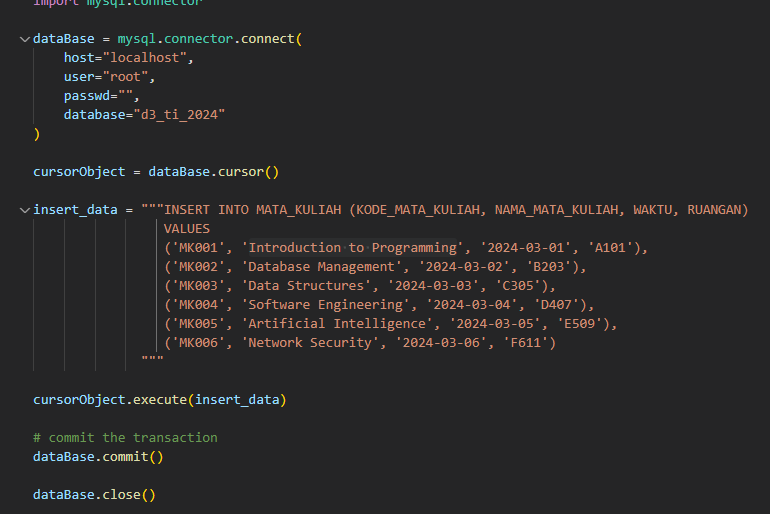 import mysql.connector
dataBase = mysql.connector.connect(
host="localhost",
user="root",
passwd="",
database="d3_ti_2024"
)
cursorObject = dataBase.cursor()
insert_data = """INSERT INTO MATA_KULIAH (KODE_MATA_KULIAH, NAMA_MATA_KULIAH, WAKTU, RUANGAN)
VALUES
('MK001', 'Introduction to Programming', '2024-03-01', 'A101'),
('MK002', 'Database Management', '2024-03-02', 'B203'),
('MK003', 'Data Structures', '2024-03-03', 'C305'),
('MK004', 'Software Engineering', '2024-03-04', 'D407'),
('MK005', 'Artificial Intelligence', '2024-03-05', 'E509'),
('MK006', 'Network Security', '2024-03-06', 'F611')
"""
cursorObject.execute(insert_data)
# commit the transaction
dataBase.commit()
dataBase.close()